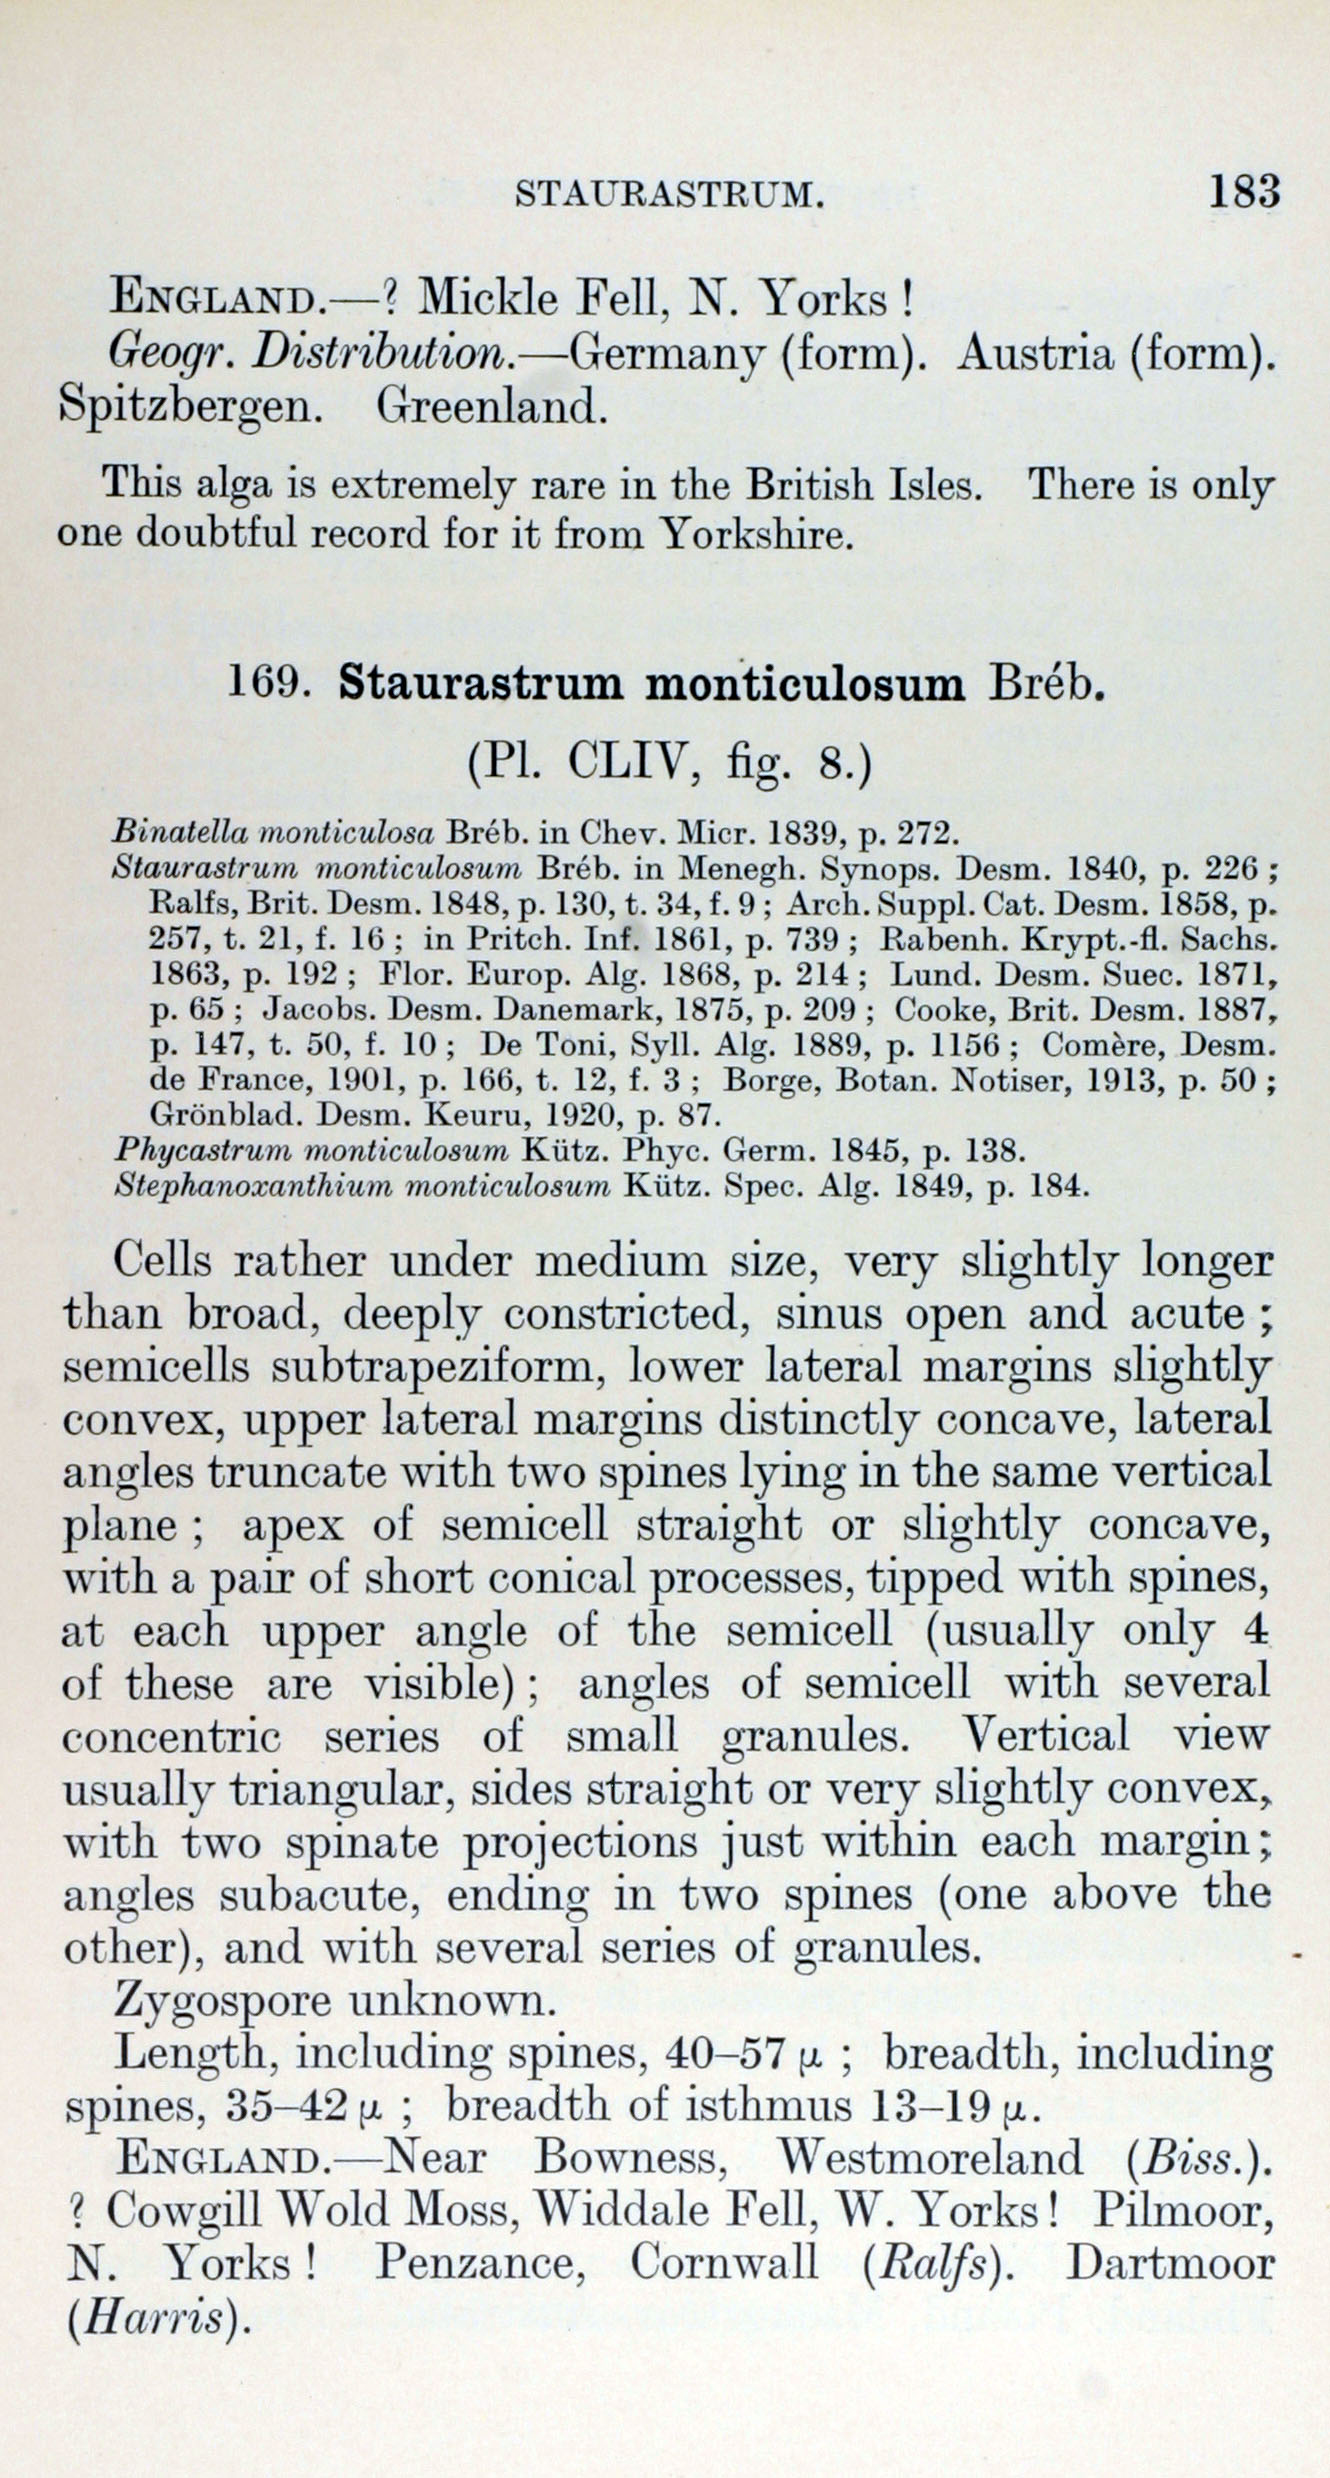 STAURASTRUM. 183
ENGLAND.—? Mickle Fell, N. Yorks !
Geogr. Distribution.—Germany (form). Austria (form).
Spitzbergen. Greenland.
This alga is extremely rare in the British Isles. There is only
one doubtful record for it from Yorkshire.
169. Staurastrum monticulosum Bréb.
(Pl. CLIV, fig. 8.)
Binatella monticulosa Bréb. in Chev. Micr. 1839, p. 272.
Staurastrum monticulosum Bréb. in Menegh. Synops. Desm. 1840, p. 226 ;
Ralfs, Brit. Desm. 1848, p. 130, t. 34, f. 9 ; Arch. Suppl. Cat. Desm. 1858, p.
257, t. 21, f. 16 ; in Pritch. Inf. 1861, p. 739 ; Rabenh. Krypt.-fl. Sachs.
1863, p. 192 ; Flor. Europ. Alg. 1868, p. 214 ; Lund. Desm. Suec. 1871,
p. 65 ; Jacobs. Desm. Danemark, 1875, p. 209 ; Cooke, Brit. Desm. 1887,
p. 147, t. 50, f. 10 ; De Toni, Syll. Alg. 1889, p. 1156 ; Comère, Desm.
de France, 1901, p. 166, t. 12, f. 3 ; Borge, Botan. Notiser, 1913, p. 50 ;
Grönblad. Desm. Keuru, 1920, p. 87.
Phycastrum monticulosum Kütz. Phyc. Germ. 1845, p. 138.
Stephanoxanthium monticulosum Kütz. Spec. Alg. 1849, p. 184.
Cells rather under medium size, very slightly longer
than broad, deeply constricted, sinus open and acute ;
semicells subtrapeziform, lower lateral margins slightly
convex, upper lateral margins distinctly concave, lateral
angles truncate with two spines lying in the same vertical
plane ; apex of semicell straight or slightly concave,
with a pair of short conical processes, tipped with spines,
at each upper angle of the semicell (usually only 4
of these are visible) ; angles of semicell with several
concentric series of small granules. Vertical view
usually triangular, sides straight or very slightly convex,
with two spinate projections just within each margin ;
angles subacute, ending in two spines (one above the
other), and with several series of granules.
Zygospore unknown.
Length, including spines, 40–57 μ ; breadth, including
spines, 35–42 μ ; breadth of isthmus 13–19 μ.
ENGLAND.—Near Bowness, Westmoreland (Biss.).
? Cowgill Wold Moss, Widdale Fell, W. Yorks ! Pilmoor,
N. Yorks ! Penzance, Cornwall (Ralfs). Dartmoor
(Harris).